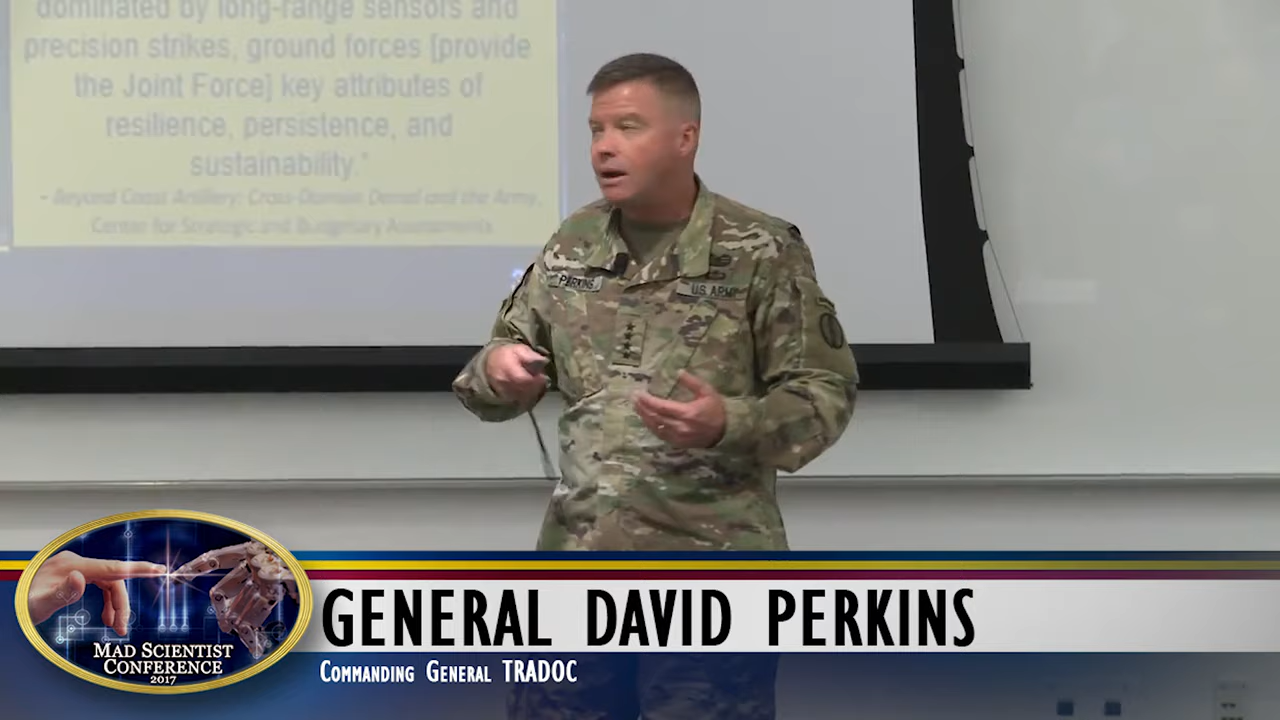 dominated by long-range sensors and
precision strikes, ground forces [provide
the Joint Force] key attributes of
resilience, persistence, and
sustainability."
- Beyond Coast Artillery: Cross-Domain Denial and the Army,
Center for Strategic and Budgetary Assessments
PERKINS
U.S. ARMY
GENERAL DAVID PERKINS
COMMANDING GENERAL TRADOC
MAD SCIENTIST
CONFERENCE
2017